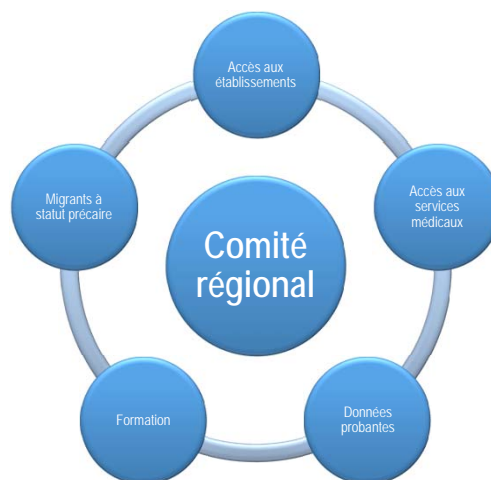 Accès aux
établissements
Accès aux
services
médicaux
Données
probantes
Formation
Migrants à
statut précaire
Comité
régional